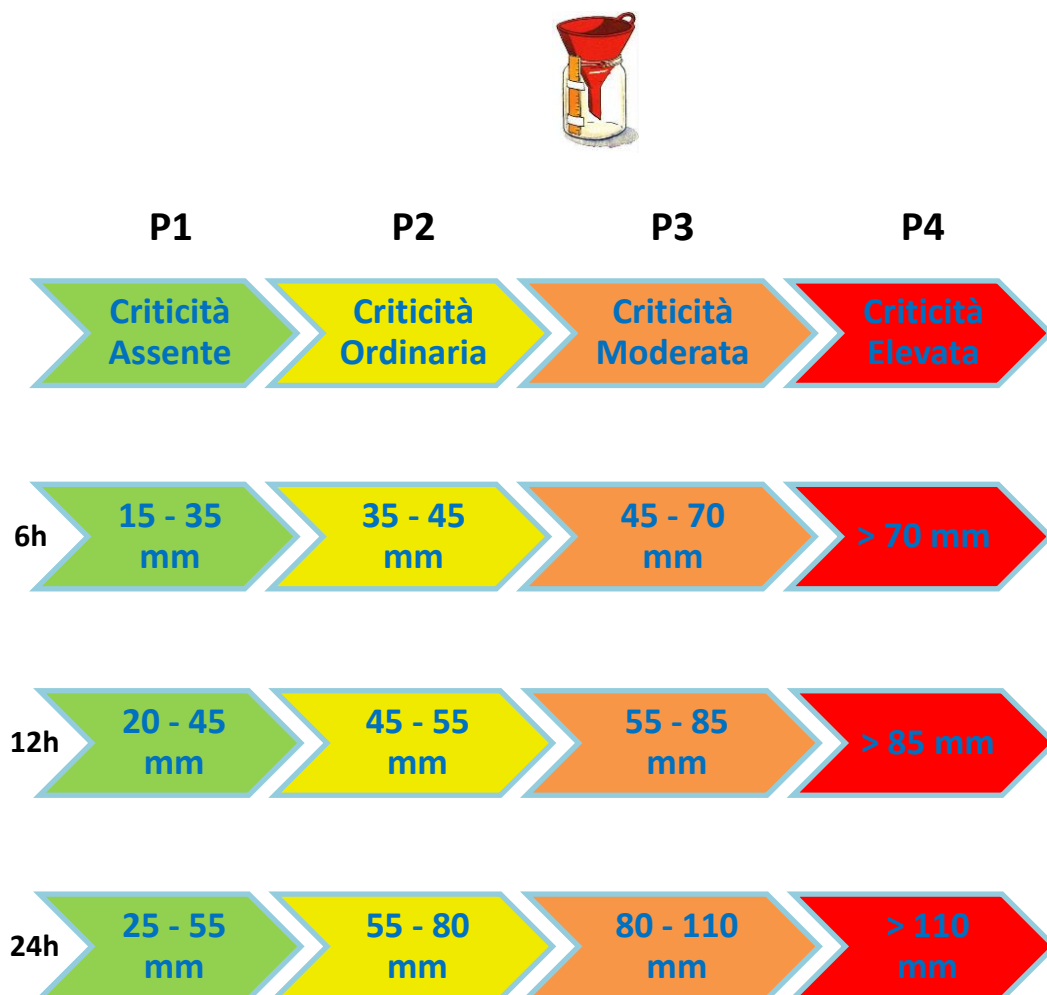 P1 P2 P3 P4
Criticità Criticità Criticità Criticità
Assente Ordinaria Moderata Elevata
6h
15 - 35 35 - 45 45 - 70 > 70 mm
mm mm mm
12h
20 - 45 45 - 55 55 - 85 > 85 mm
mm mm mm
24h
25 - 55 55 - 80 80 - 110 > 110
mm mm mm mm